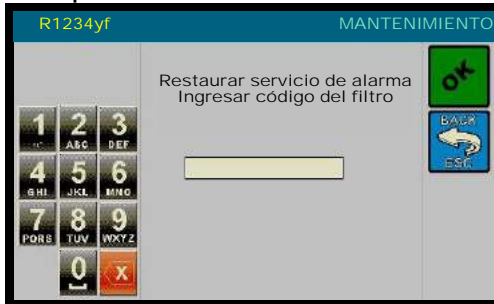 R1234yf MANTENIMIENTO
Restaurar servicio de alarma
Ingresar código del filtro
OK
BACK
ESC
1 2 3
ABC DEF
4 5 6
GHI JKL MNO
7 8 9
PQRS TUV WXYZ
0 X